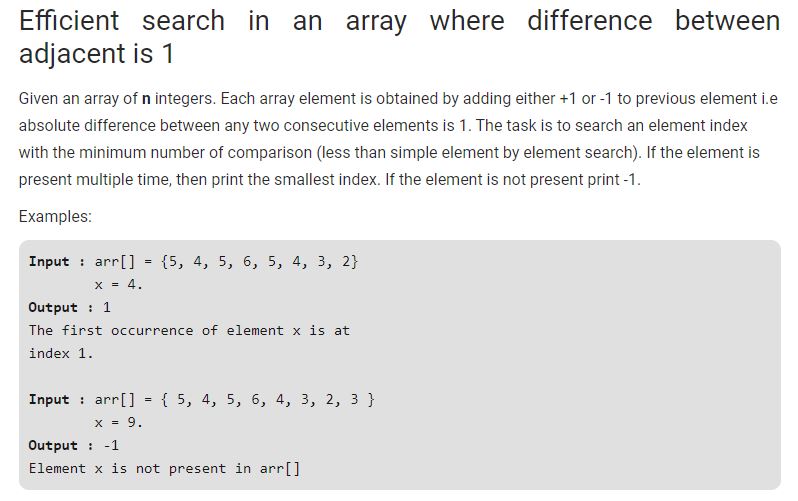 Efficient search in an array where difference between
adjacent is 1
Given an array of n integers. Each array element is obtained by adding either +1 or -1 to previous element i.e
absolute difference between any two consecutive elements is 1. The task is to search an element index
with the minimum number of comparison (less than simple element by element search). If the element is
present multiple time, then print the smallest index. If the element is not present print -1.
Examples:
Input : arr[] = {5, 4, 5, 6, 5, 4, 3, 2}
x = 4.
Output : 1
The first occurrence of element x is at
index 1.
Input : arr[] = { 5, 4, 5, 6, 4, 3, 2, 3 }
x = 9.
Output : -1
Element x is not present in arr[]